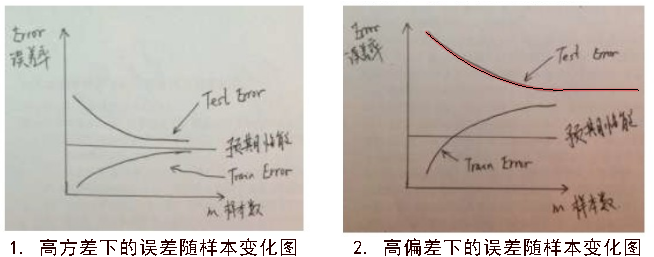 Error
误差率
Test Error
预期性能
Train Error
m 样本数
1. 高方差下的误差随样本变化图
Error
误差率
Test Error
预期性能
Train Error
m 样本数
2. 高偏差下的误差随样本变化图